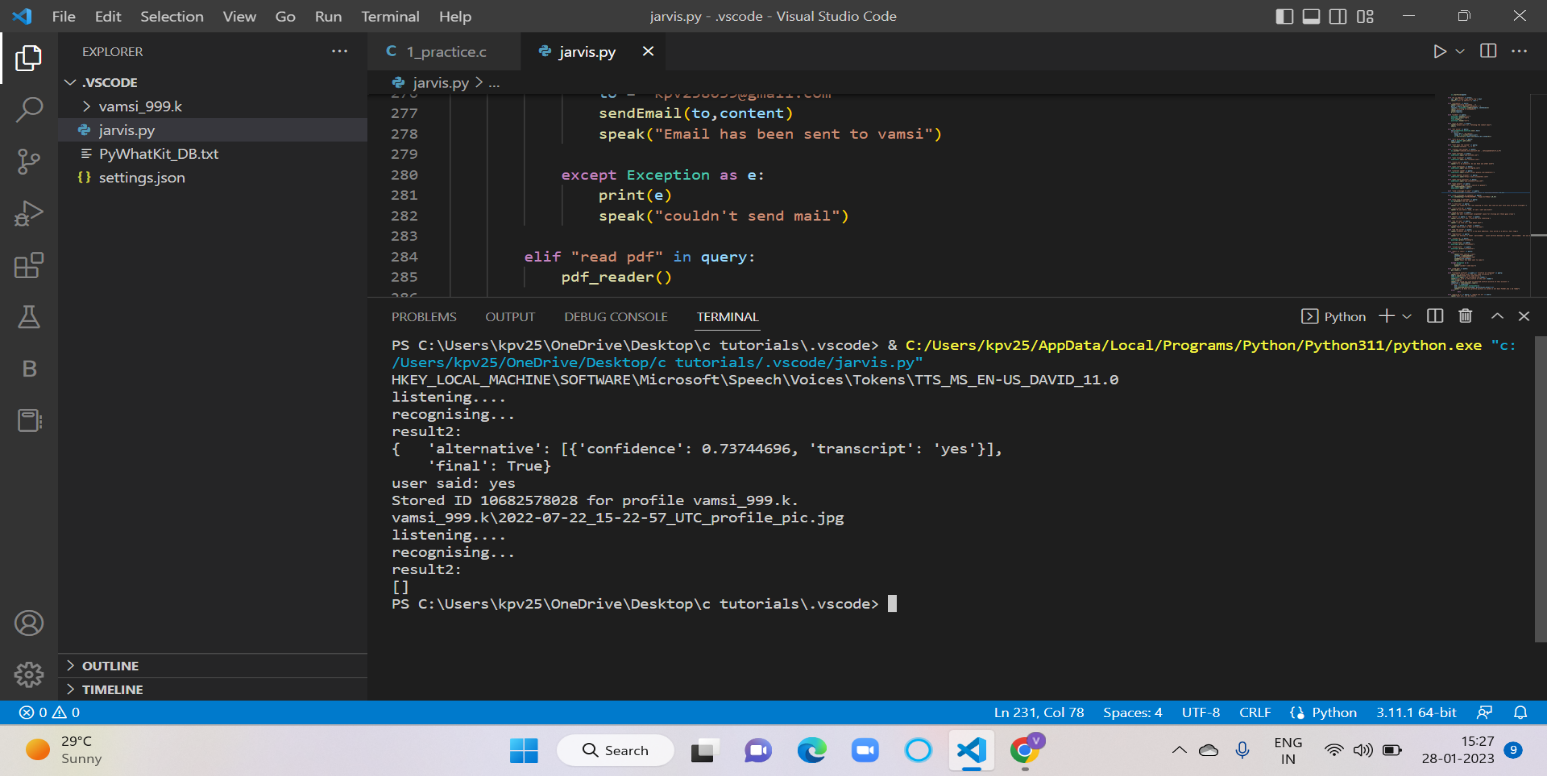 File Edit Selection View Go Run Terminal Help
jarvis.py - .vscode - Visual Studio Code
EXPLORER
.VSCODE
vamsi_999.k
jarvis.py
PyWhatKit_DB.txt
settings.json
OUTLINE
TIMELINE
C 1_practice.c
jarvis.py
jarvis.py > ...
277 sendEmail(to,content)
278 speak("Email has been sent to vamsi")
279
280 except Exception as e:
281 print(e)
282 speak("couldn't send mail")
283
284 elif "read pdf" in query:
285 pdf_reader()
PROBLEMS OUTPUT DEBUG CONSOLE TERMINAL
Python
PS C:\Users\kpv25\OneDrive\Desktop\c tutorials\.vscode> & C:/Users/kpv25/AppData/Local/Programs/Python/Python311/python.exe "c:
/Users/kpv25/OneDrive/Desktop/c tutorials/.vscode/jarvis.py"
HKEY_LOCAL_MACHINE\SOFTWARE\Microsoft\Speech\Voices\Tokens\TTS_MS_EN-US_DAVID_11.0
listening....
recognising...
result2:
{   'alternative': [{'confidence': 0.73744696, 'transcript': 'yes'}],
    'final': True}
user said: yes
Stored ID 10682578028 for profile vamsi_999.k.
vamsi_999.k\2022-07-22_15-22-57_UTC_profile_pic.jpg
listening....
recognising...
result2:
[]
PS C:\Users\kpv25\OneDrive\Desktop\c tutorials\.vscode>
0 0
Ln 231, Col 78 Spaces: 4 UTF-8 CRLF Python 3.11.1 64-bit
29°C
Sunny
Search
V
ENG
IN
15:27
28-01-2023
9